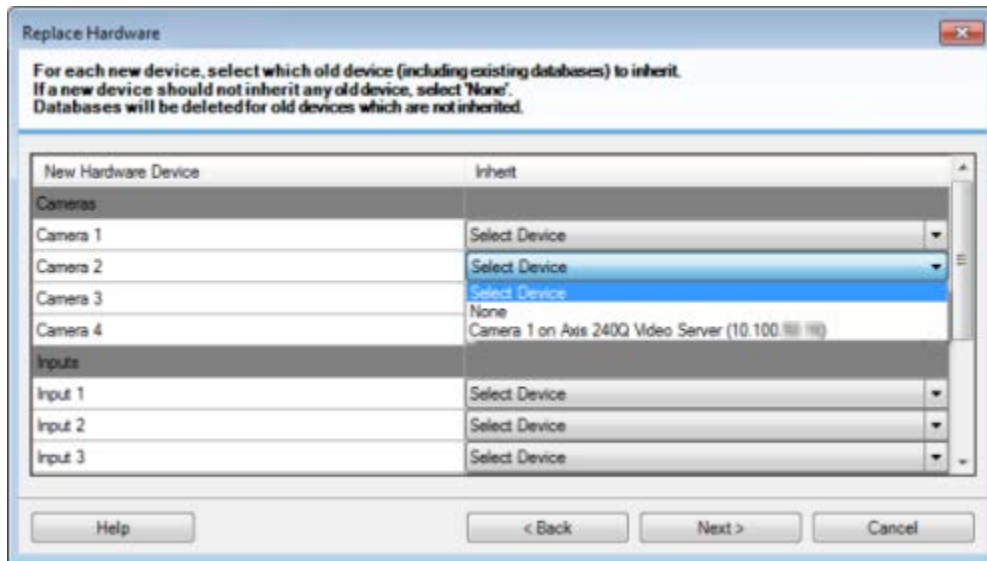 Replace Hardware
For each new device, select which old device (including existing databases) to inherit.
If a new device should not inherit any old device, select 'None'.
Databases will be deleted for old devices which are not inherited.
New Hardware Device Inherit
Cameras
Camera 1 Select Device
Camera 2 Select Device
Camera 3 Select Device
None
Camera 4 Camera 1 on Axis 240Q Video Server (10.100.
Inputs
Input 1 Select Device
Input 2 Select Device
Input 3 Select Device
Help < Back Next > Cancel